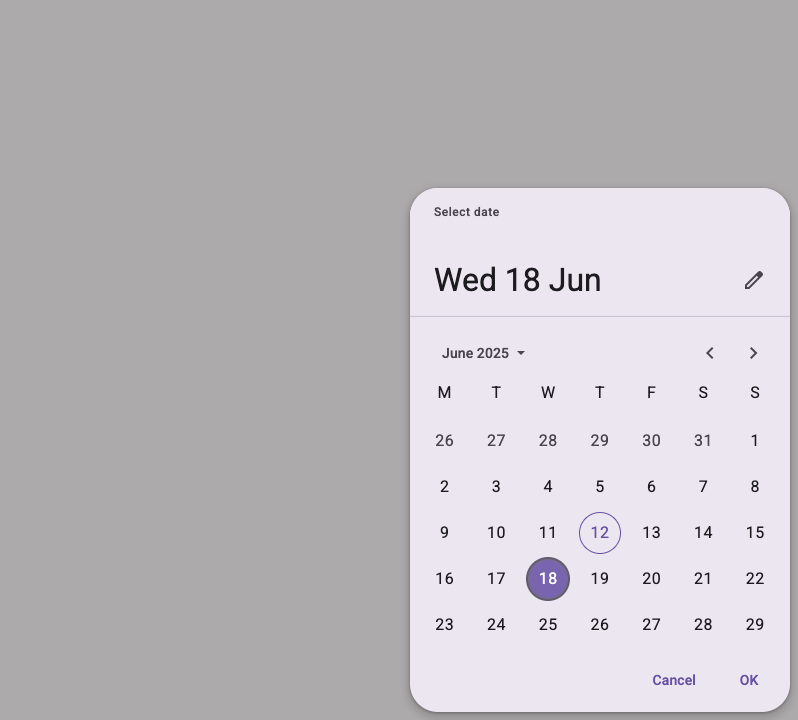 Select date
Wed 18 Jun
June 2025
M T W T F S S
26 27 28 29 30 31 1
2 3 4 5 6 7 8
9 10 11 12 13 14 15
16 17 18 19 20 21 22
23 24 25 26 27 28 29
Cancel OK